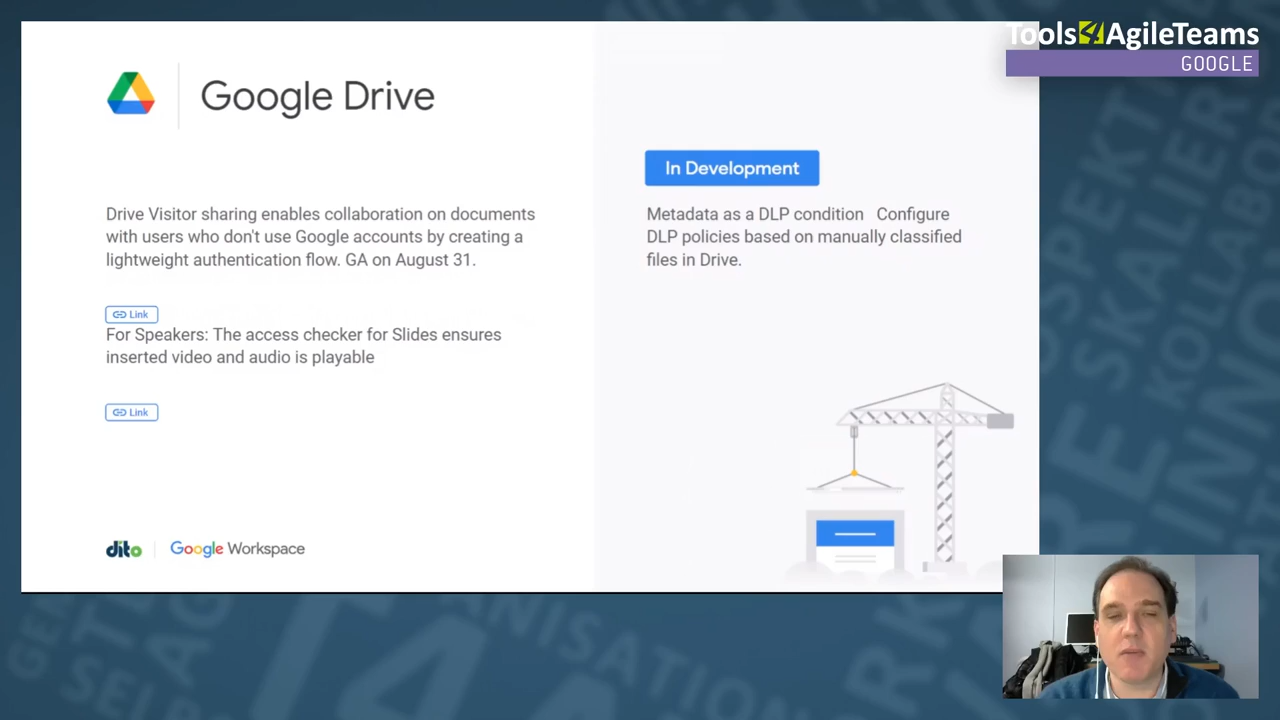 Tools4AgileTeams
GOOGLE
Google Drive
Drive Visitor sharing enables collaboration on documents
with users who don't use Google accounts by creating a
lightweight authentication flow. GA on August 31.
Link
For Speakers: The access checker for Slides ensures
inserted video and audio is playable
Link
In Development
Metadata as a DLP condition Configure
DLP policies based on manually classified
files in Drive.
dito
Google Workspace